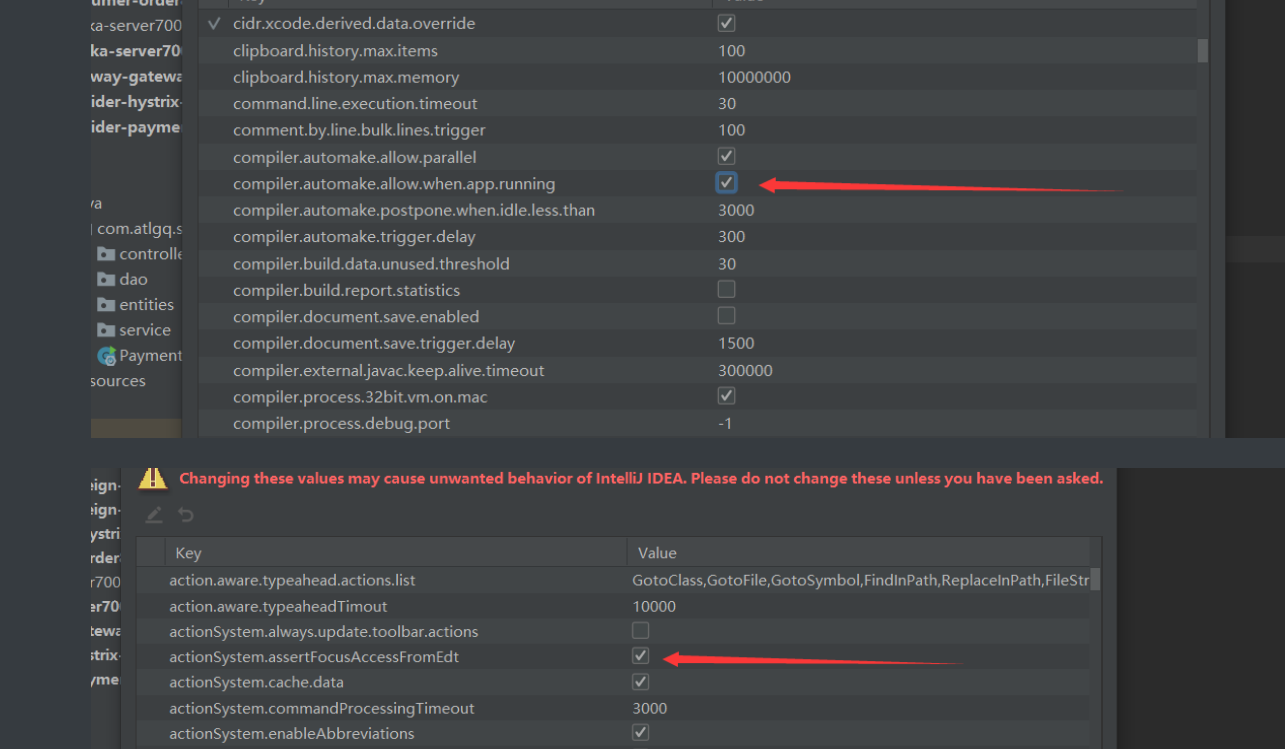 ka-server700
cidr.xcode.derived.data.override
ka-server70
clipboard.history.max.items 100
way-gatewa
clipboard.history.max.memory 10000000
ider-hystrix-
command.line.execution.timeout 30
ider-payme
comment.by.line.bulk.lines.trigger 100
compiler.automake.allow.parallel
compiler.automake.allow.when.app.running
va
compiler.automake.postpone.when.idle.less.than 3000
com.atlgq.s
compiler.automake.trigger.delay 300
controlle
compiler.build.data.unused.threshold 30
dao
compiler.build.report.statistics
entities
compiler.document.save.enabled
service
compiler.document.save.trigger.delay 1500
Payment
compiler.external.javac.keep.alive.timeout 300000
sources
compiler.process.32bit.vm.on.mac
compiler.process.debug.port -1
Changing these values may cause unwanted behavior of IntelliJ IDEA. Please do not change these unless you have been asked.
eign-
eign-
ystri
rder
Key Value
r700
action.aware.typeahead.actions.list GotoClass,GotoFile,GotoSymbol,FindInPath,ReplaceInPath,FileStr
er70
action.aware.typeaheadTimout 10000
tewa
actionSystem.always.update.toolbar.actions
strix-
actionSystem.assertFocusAccessFromEdt
yme
actionSystem.cache.data
actionSystem.commandProcessingTimeout 3000
actionSystem.enableAbbreviations